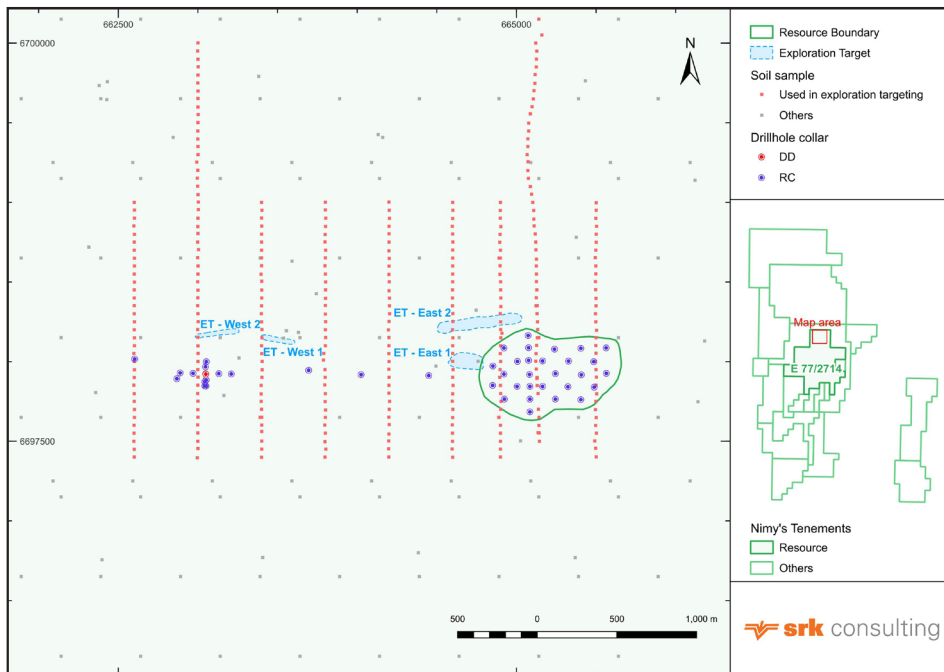 662500
665000
6700000
N
ET - West 2
ET - West 1
ET - East 2
ET - East 1
6697500
500
0
500
1,000 m
Resource Boundary
Exploration Target
Soil sample
Used in exploration targeting
Others
Drillhole collar
DD
RC
Map area
E 77/2714
Nimy's Tenements
Resource
Others
srk consulting